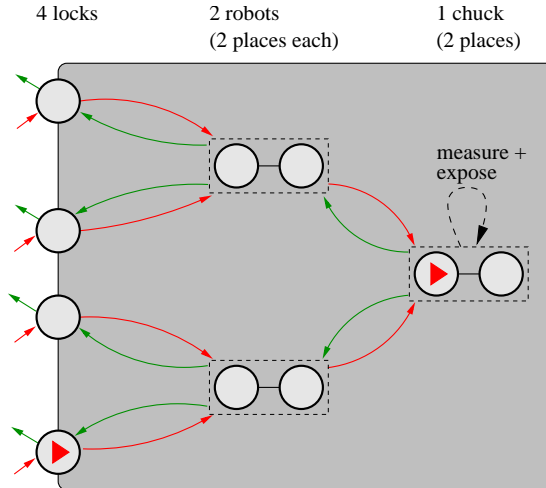 4 locks
2 robots
(2 places each)
1 chuck
(2 places)
measure +
expose